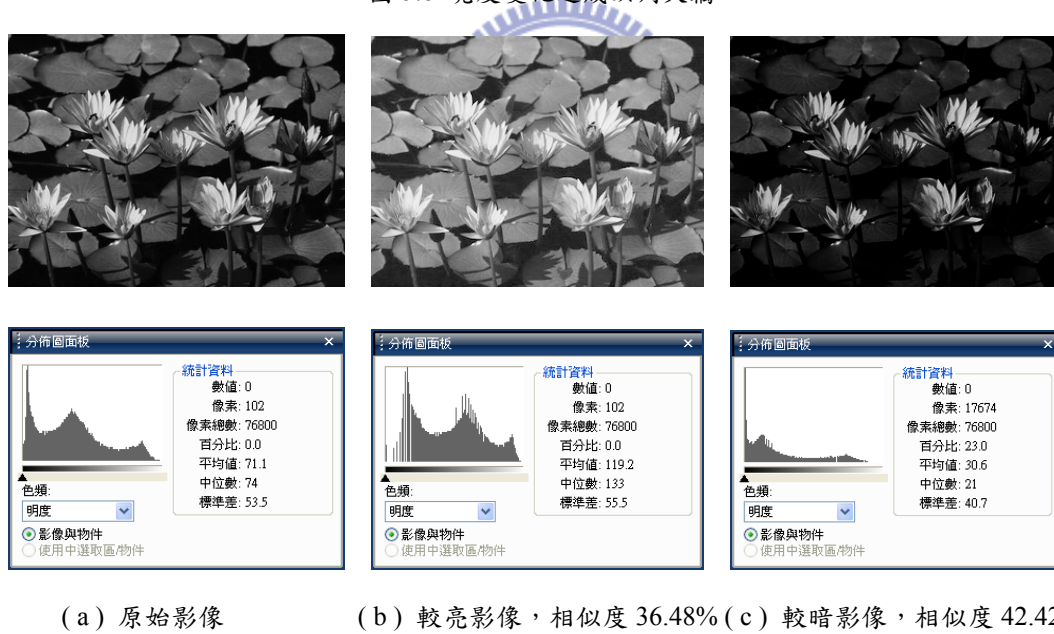 分佈圖面板
統計資料
數值: 0
像素: 102
像素總數: 76800
百分比: 0.0
平均值: 71.1
中位數: 74
標準差: 53.5
色頻:
明度
影像與物件
使用中選取區/物件
分佈圖面板
統計資料
數值: 0
像素: 102
像素總數: 76800
百分比: 0.0
平均值: 119.2
中位數: 133
標準差: 55.5
色頻:
明度
影像與物件
使用中選取區/物件
分佈圖面板
統計資料
數值: 0
像素: 17674
像素總數: 76800
百分比: 23.0
平均值: 30.6
中位數: 21
標準差: 40.7
色頻:
明度
影像與物件
使用中選取區/物件
(a) 原始影像
(b) 較亮影像,相似度 36.48%
(c) 較暗影像,相似度 42.42